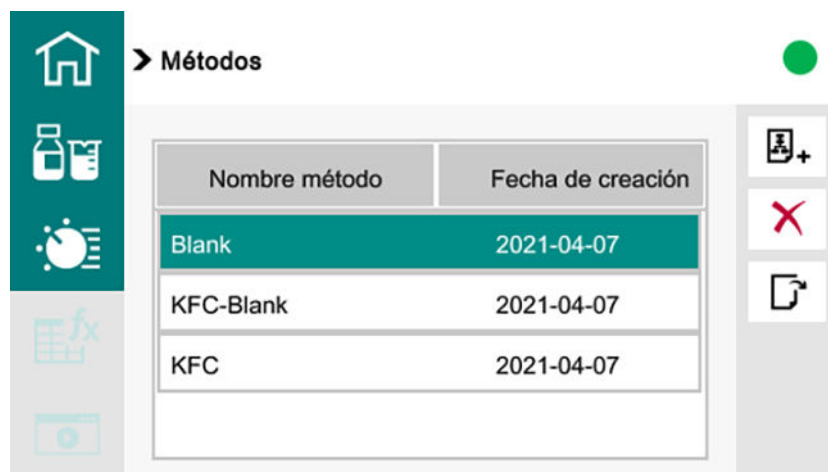 Métodos
Nombre método Fecha de creación
Blank 2021-04-07
KFC-Blank 2021-04-07
KFC 2021-04-07
fx